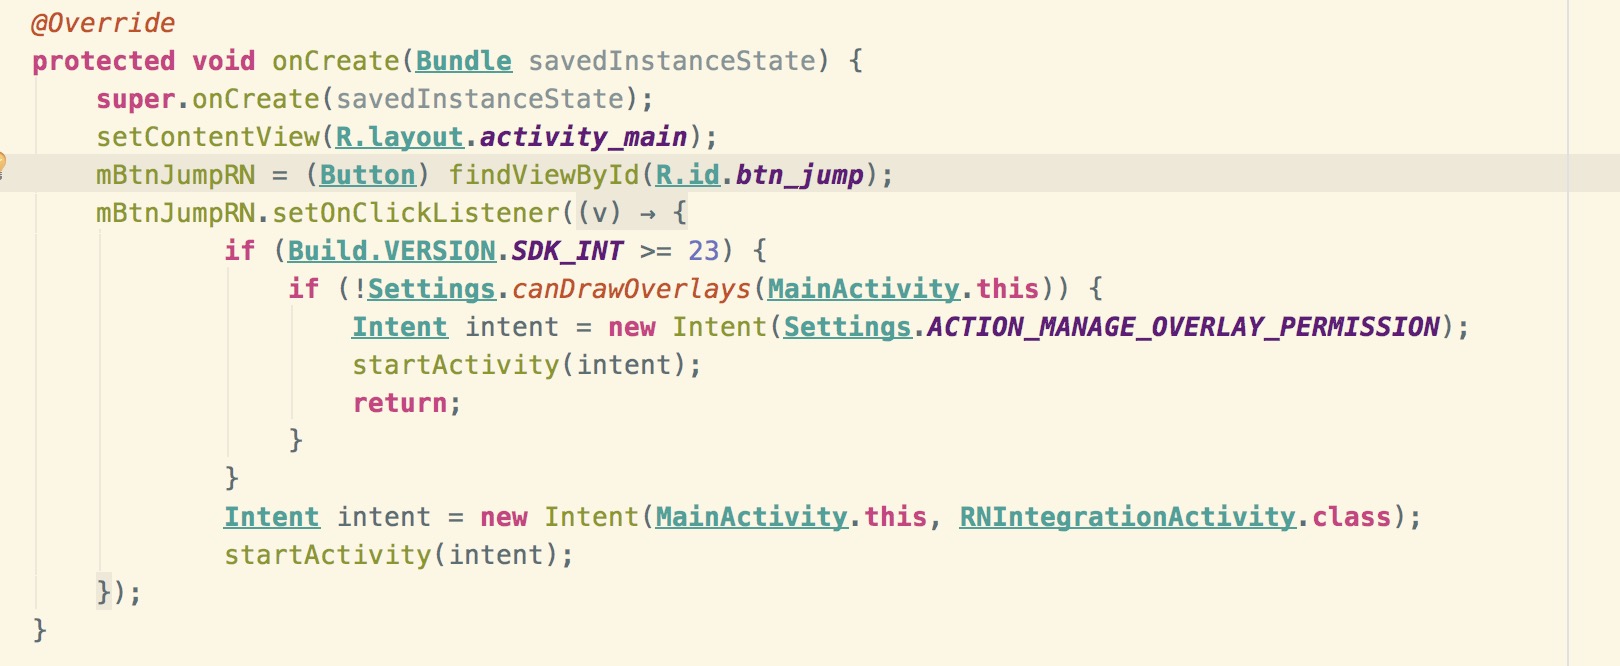 @Override
protected void onCreate(Bundle savedInstanceState) {
super.onCreate(savedInstanceState);
setContentView(R.layout.activity_main);
mBtnJumpRN = (Button) findViewById(R.id.btn_jump);
mBtnJumpRN.setOnClickListener((v) → {
if (Build.VERSION.SDK_INT >= 23) {
if (!Settings.canDrawOverlays(MainActivity.this)) {
Intent intent = new Intent(Settings.ACTION_MANAGE_OVERLAY_PERMISSION);
startActivity(intent);
return;
}
}
Intent intent = new Intent(MainActivity.this, RNIntegrationActivity.class);
startActivity(intent);
});
}